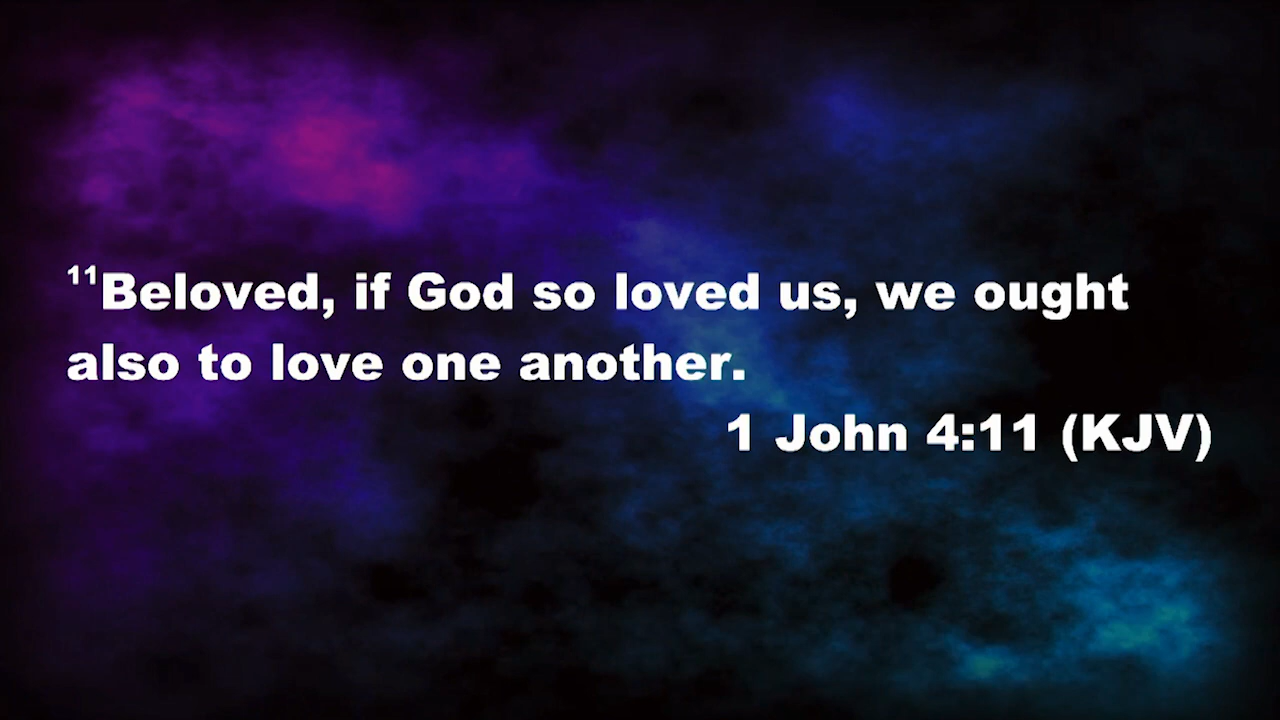 11Beloved, if God so loved us, we ought
also to love one another.
1 John 4:11 (KJV)